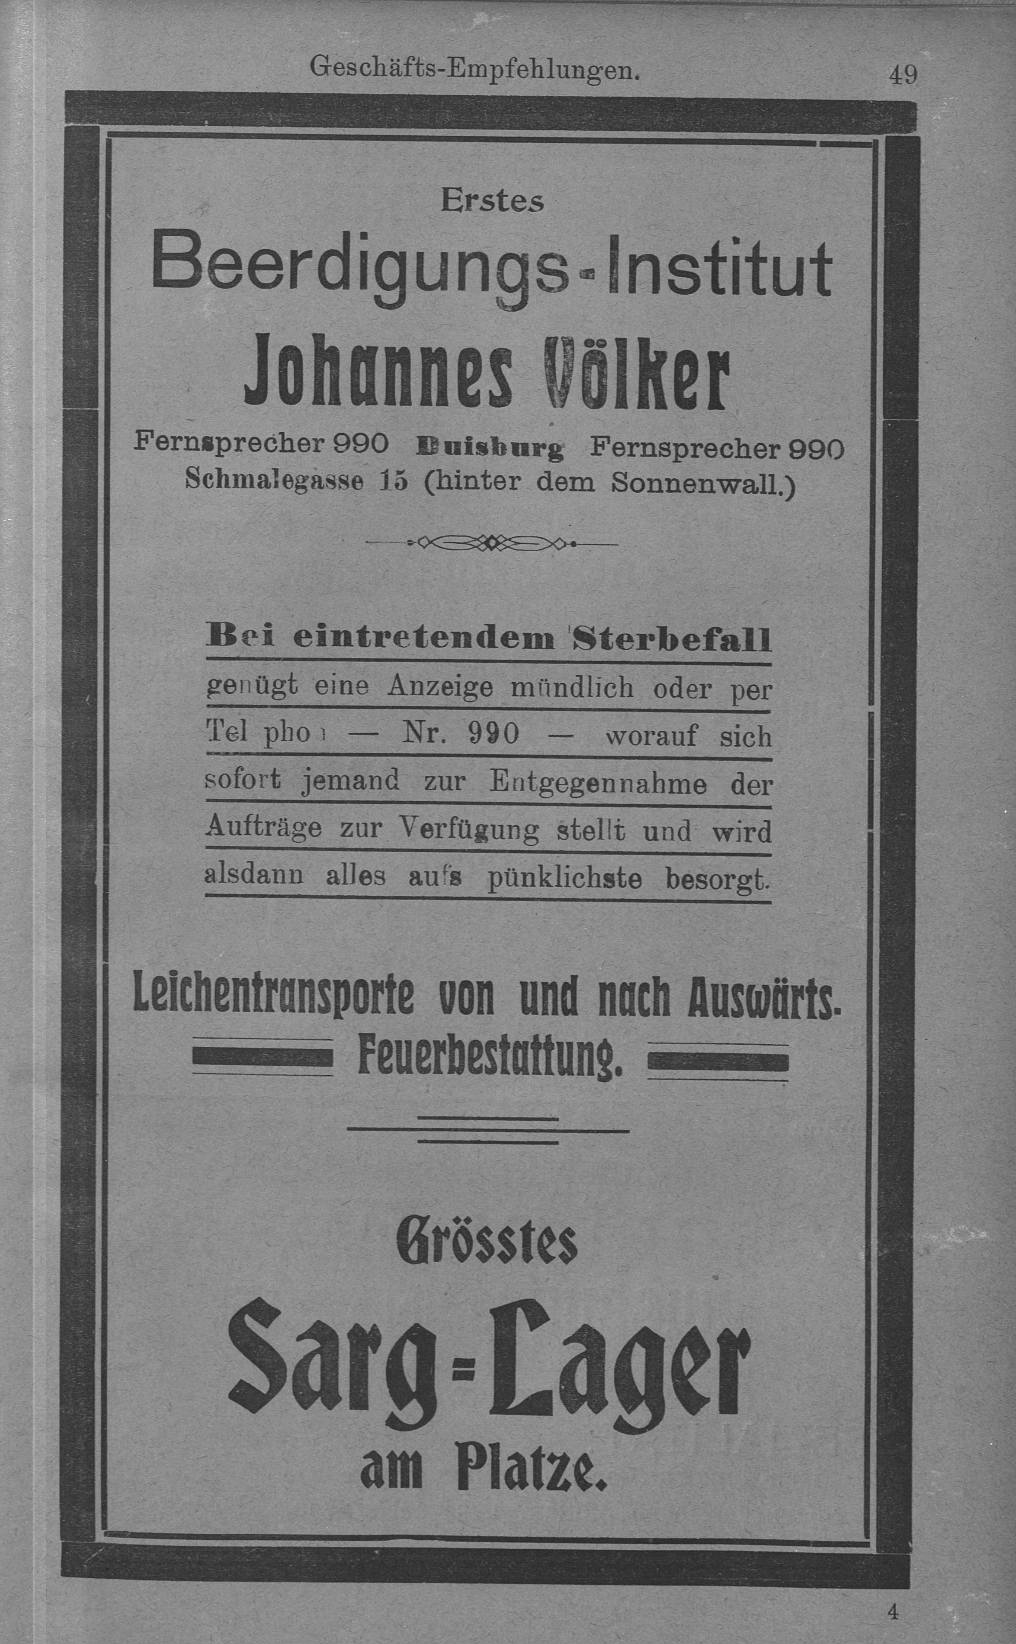 Geschäfts-Empfehlungen. 49
Erstes
Beerdigungs-Institut
Johannes Völker
Fernsprecher 990 Duisburg Fernsprecher 990
Schmalegasse 15 (hinter dem Sonnenwall.)
Bei eintretendem Sterbefall
genügt eine Anzeige mündlich oder per
Tel pho n — Nr. 990 — worauf sich
sofort jemand zur Entgegennahme der
Aufträge zur Verfügung stellt und wird
alsdann alles aufs pünklichste besorgt.
Leichentransporte von und nach Auswärts.
Feuerbestattung.
Grösstes
Sarg=Lager
am Platze.
4